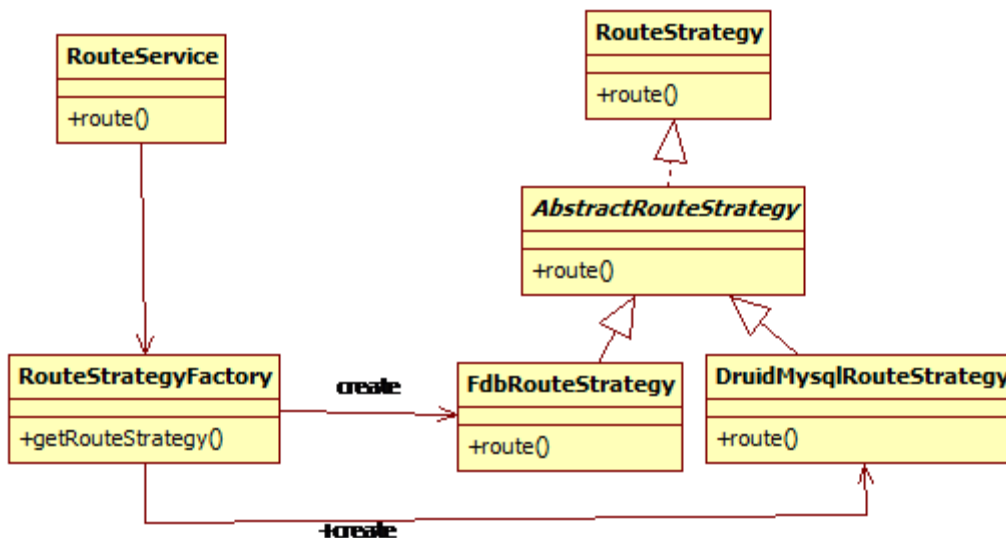 RouteStrategy
+route()
RouteService
+route()
AbstractRouteStrategy
+route()
RouteStrategyFactory
+getRouteStrategy()
create
FdbRouteStrategy
+route()
DruidMysqlRouteStrategy
+route()
+create